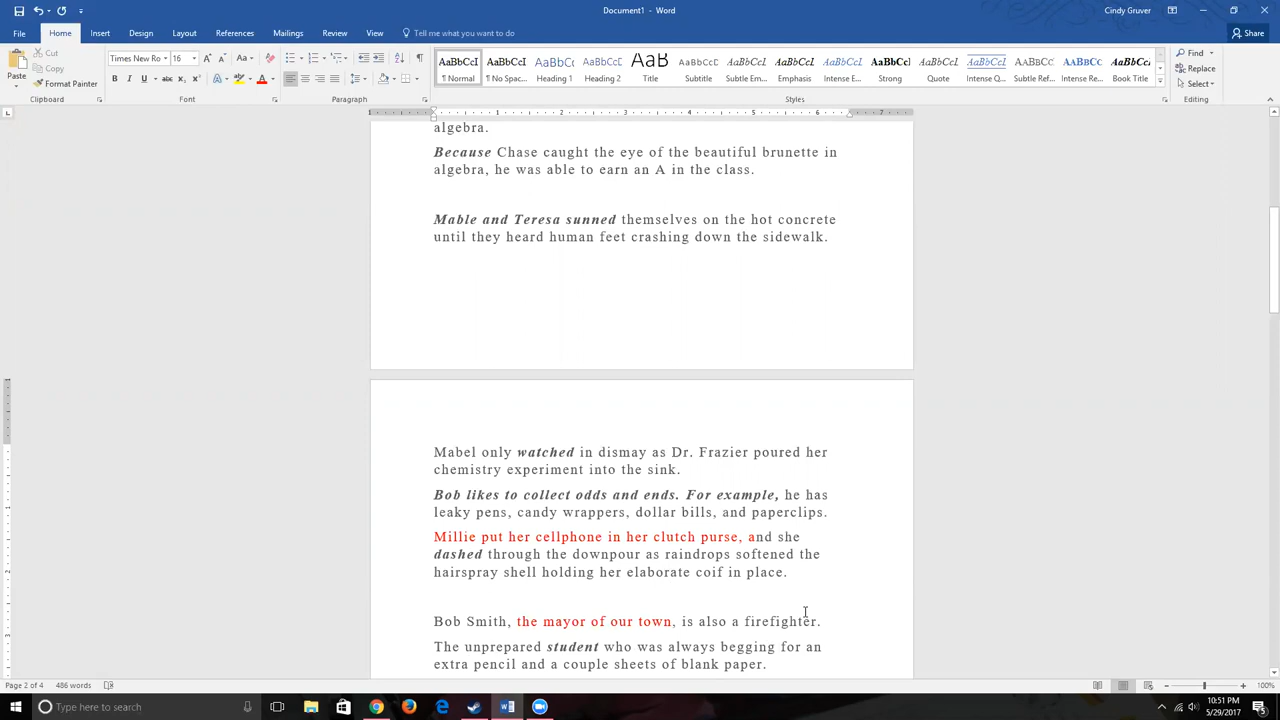 Document1 - Word
Cindy Gruver
File Home Insert Design Layout References Mailings Review View Tell me what you want to do
Share
Cut
Copy
Format Painter
Paste
Times New Ro 16
AaBbCcI AaBbCcI AaBbCc AaBbCcI AaB AaBbCcD AaBbCcI AaBbCcI AaBbCcI AaBbCcI AaBbCcI AaBbCcI AaBbCcD AaBbCc AaBbCcI
¶ Normal ¶ No Spac... Heading 1 Heading 2 Title Subtitle Subtle Em... Emphasis Intense E... Strong Quote Intense Q... Subtle Ref... Intense Re... Book Title
Find
Replace
Select
Clipboard Font Paragraph Styles Editing
algebra.
Because Chase caught the eye of the beautiful brunette in
algebra, he was able to earn an A in the class.
Mable and Teresa sunned themselves on the hot concrete
until they heard human feet crashing down the sidewalk.
Mabel only watched in dismay as Dr. Frazier poured her
chemistry experiment into the sink.
Bob likes to collect odds and ends. For example, he has
leaky pens, candy wrappers, dollar bills, and paperclips.
Millie put her cellphone in her clutch purse, and she
dashed through the downpour as raindrops softened the
hairspray shell holding her elaborate coif in place.
Bob Smith, the mayor of our town, is also a firefighter.
The unprepared student who was always begging for an
extra pencil and a couple sheets of blank paper.
Page 2 of 4 486 words
100%
Type here to search
10:51 PM
5/29/2017